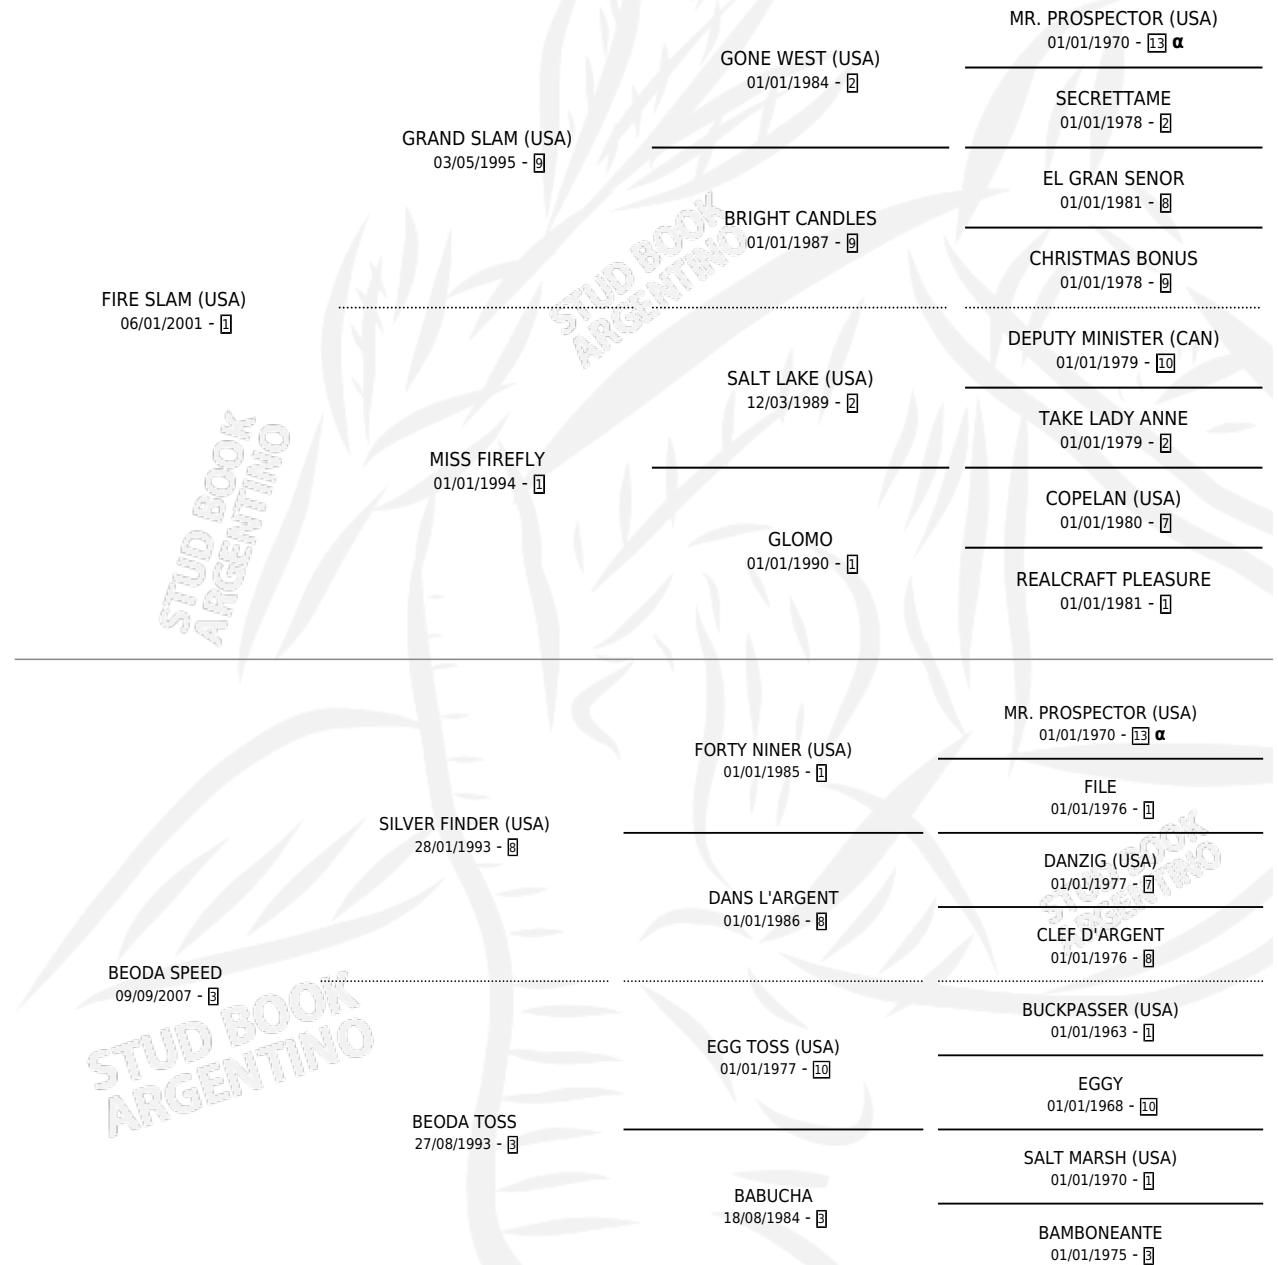 MR. PROSPECTOR (USA)
01/01/1970 - 13 α
GONE WEST (USA)
01/01/1984 - 2
SECRETTAME
01/01/1978 - 2
GRAND SLAM (USA)
03/05/1995 - 9
EL GRAN SENOR
01/01/1981 - 8
BRIGHT CANDLES
01/01/1987 - 9
CHRISTMAS BONUS
01/01/1978 - 9
FIRE SLAM (USA)
06/01/2001 - 1
DEPUTY MINISTER (CAN)
01/01/1979 - 10
SALT LAKE (USA)
12/03/1989 - 2
TAKE LADY ANNE
01/01/1979 - 2
MISS FIREFLY
01/01/1994 - 1
COPELAN (USA)
01/01/1980 - 7
GLOMO
01/01/1990 - 1
REALCRAFT PLEASURE
01/01/1981 - 1
MR. PROSPECTOR (USA)
01/01/1970 - 13 α
FORTY NINER (USA)
01/01/1985 - 1
FILE
01/01/1976 - 1
SILVER FINDER (USA)
28/01/1993 - 8
DANZIG (USA)
01/01/1977 - 7
DANS L'ARGENT
01/01/1986 - 8
CLEF D'ARGENT
01/01/1976 - 8
BEODA SPEED
09/09/2007 - 3
BUCKPASSER (USA)
01/01/1963 - 1
EGG TOSS (USA)
01/01/1977 - 10
EGGY
01/01/1968 - 10
BEODA TOSS
27/08/1993 - 3
SALT MARSH (USA)
01/01/1970 - 1
BABUCHA
18/08/1984 - 3
BAMBONEANTE
01/01/1975 - 3
STUD BOOK
ARGENTINO
STUD BOOK
ARGENTINO
STUD BOOK
ARGENTINO
STUD BOOK
ARGENTINO